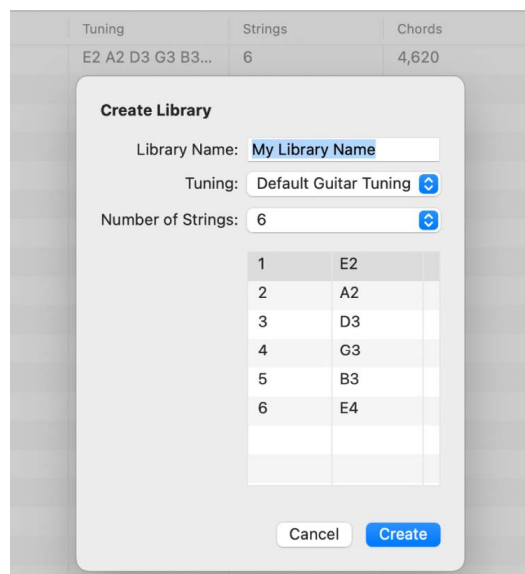 Tuning Strings Chords
E2 A2 D3 G3 B3... 6 4,620
Create Library
Library Name: My Library Name
Tuning: Default Guitar Tuning
Number of Strings: 6
1 E2
2 A2
3 D3
4 G3
5 B3
6 E4
Cancel Create